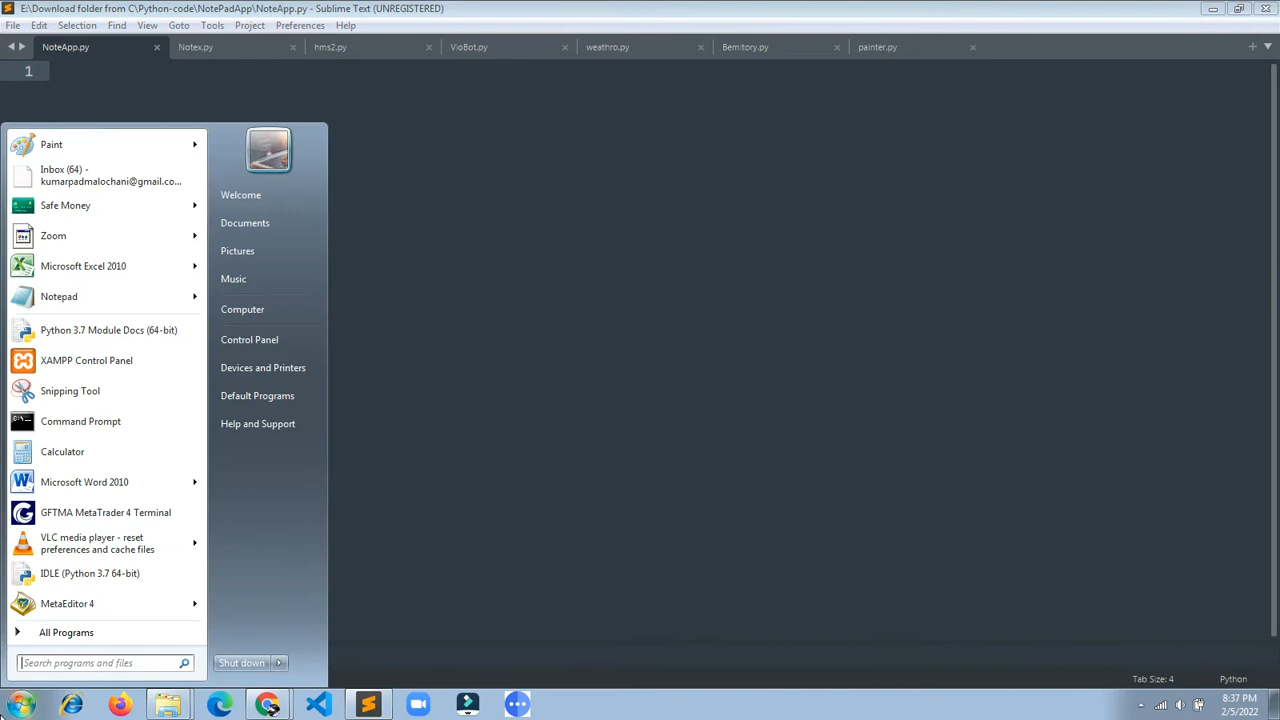 E:\Download folder from C\Python-code\NotePadApp\NoteApp.py - Sublime Text (UNREGISTERED)
File Edit Selection Find View Goto Tools Project Preferences Help
NoteApp.py Notex.py hms2.py VioBot.py weathro.py Bemitory.py painter.py
1
Paint
Inbox (64) -
kumarpadmalochani@gmail.co...
Safe Money
Zoom
Microsoft Excel 2010
Notepad
Python 3.7 Module Docs (64-bit)
XAMPP Control Panel
Snipping Tool
Command Prompt
Calculator
Microsoft Word 2010
GFTMA MetaTrader 4 Terminal
VLC media player - reset
preferences and cache files
IDLE (Python 3.7 64-bit)
MetaEditor 4
All Programs
Search programs and files
Welcome
Documents
Pictures
Music
Computer
Control Panel
Devices and Printers
Default Programs
Help and Support
Shut down
Tab Size: 4 Python
8:37 PM
2/5/2022